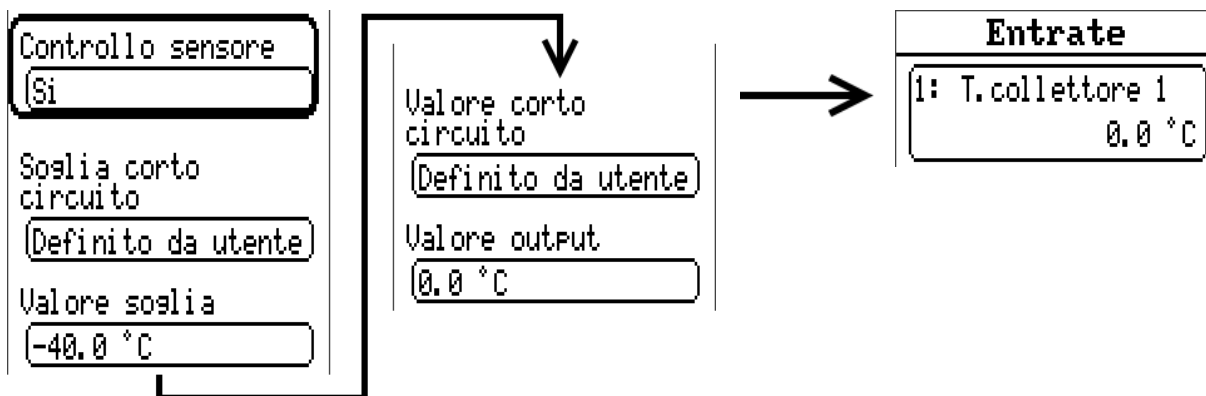 Controllo sensore
Si
Soglia corto
circuito
Definito da utente
Valore soglia
-40.0 °C
Valore corto
circuito
Definito da utente
Valore output
0.0 °C
Entrate
1: T.collettore 1
0.0 °C